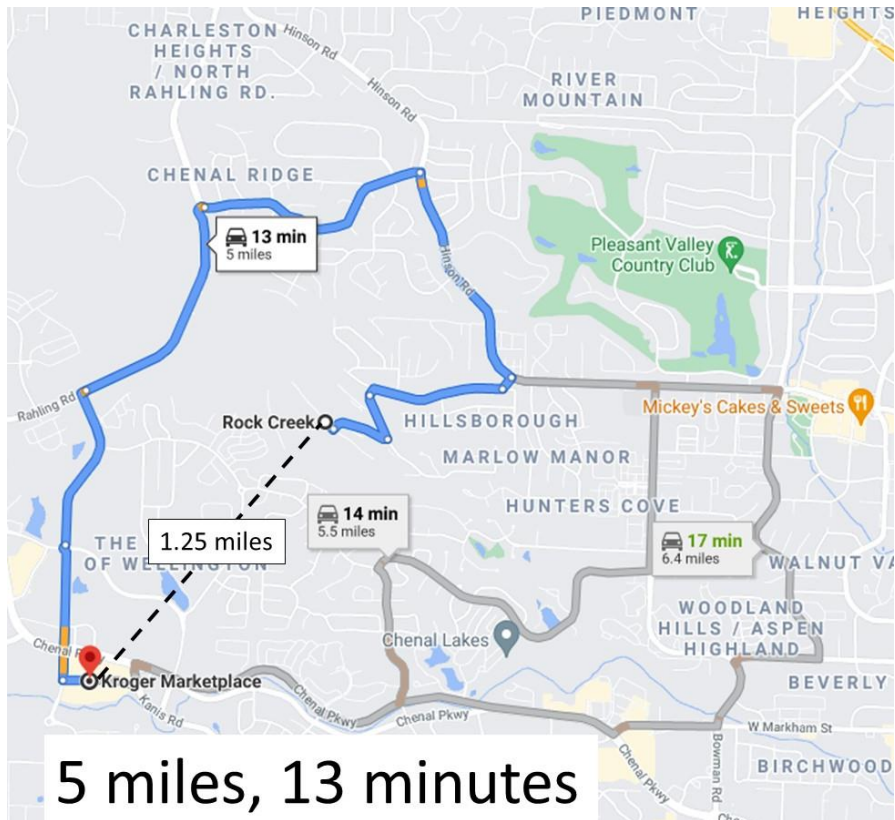 PIEDMONT
HEIGHTS
CHARLESTON
HEIGHTS
/ NORTH
RAHLING RD.
Hinson Rd
Hinson Rd
RIVER
MOUNTAIN
CHENAL RIDGE
13 min
5 miles
Hinson Rd
Pleasant Valley
Country Club
Rahling Rd
Rock Creek
HILLSBOROUGH
Mickey's Cakes & Sweets
MARLOW MANOR
HUNTERS COVE
14 min
5.5 miles
1.25 miles
THE
OF WELLINGTON
17 min
6.4 miles
WALNUT VA
WOODLAND
HILLS / ASPEN
HIGHLAND
Chenal Lakes
Chenal P
Kroger Marketplace
BEVERLY
Kanis Rd
Chenal Pkwy
Chenal Pkwy
W Markham St
Bowman Rd
Chenal Pkwy
BIRCHWOOD
5 miles, 13 minutes